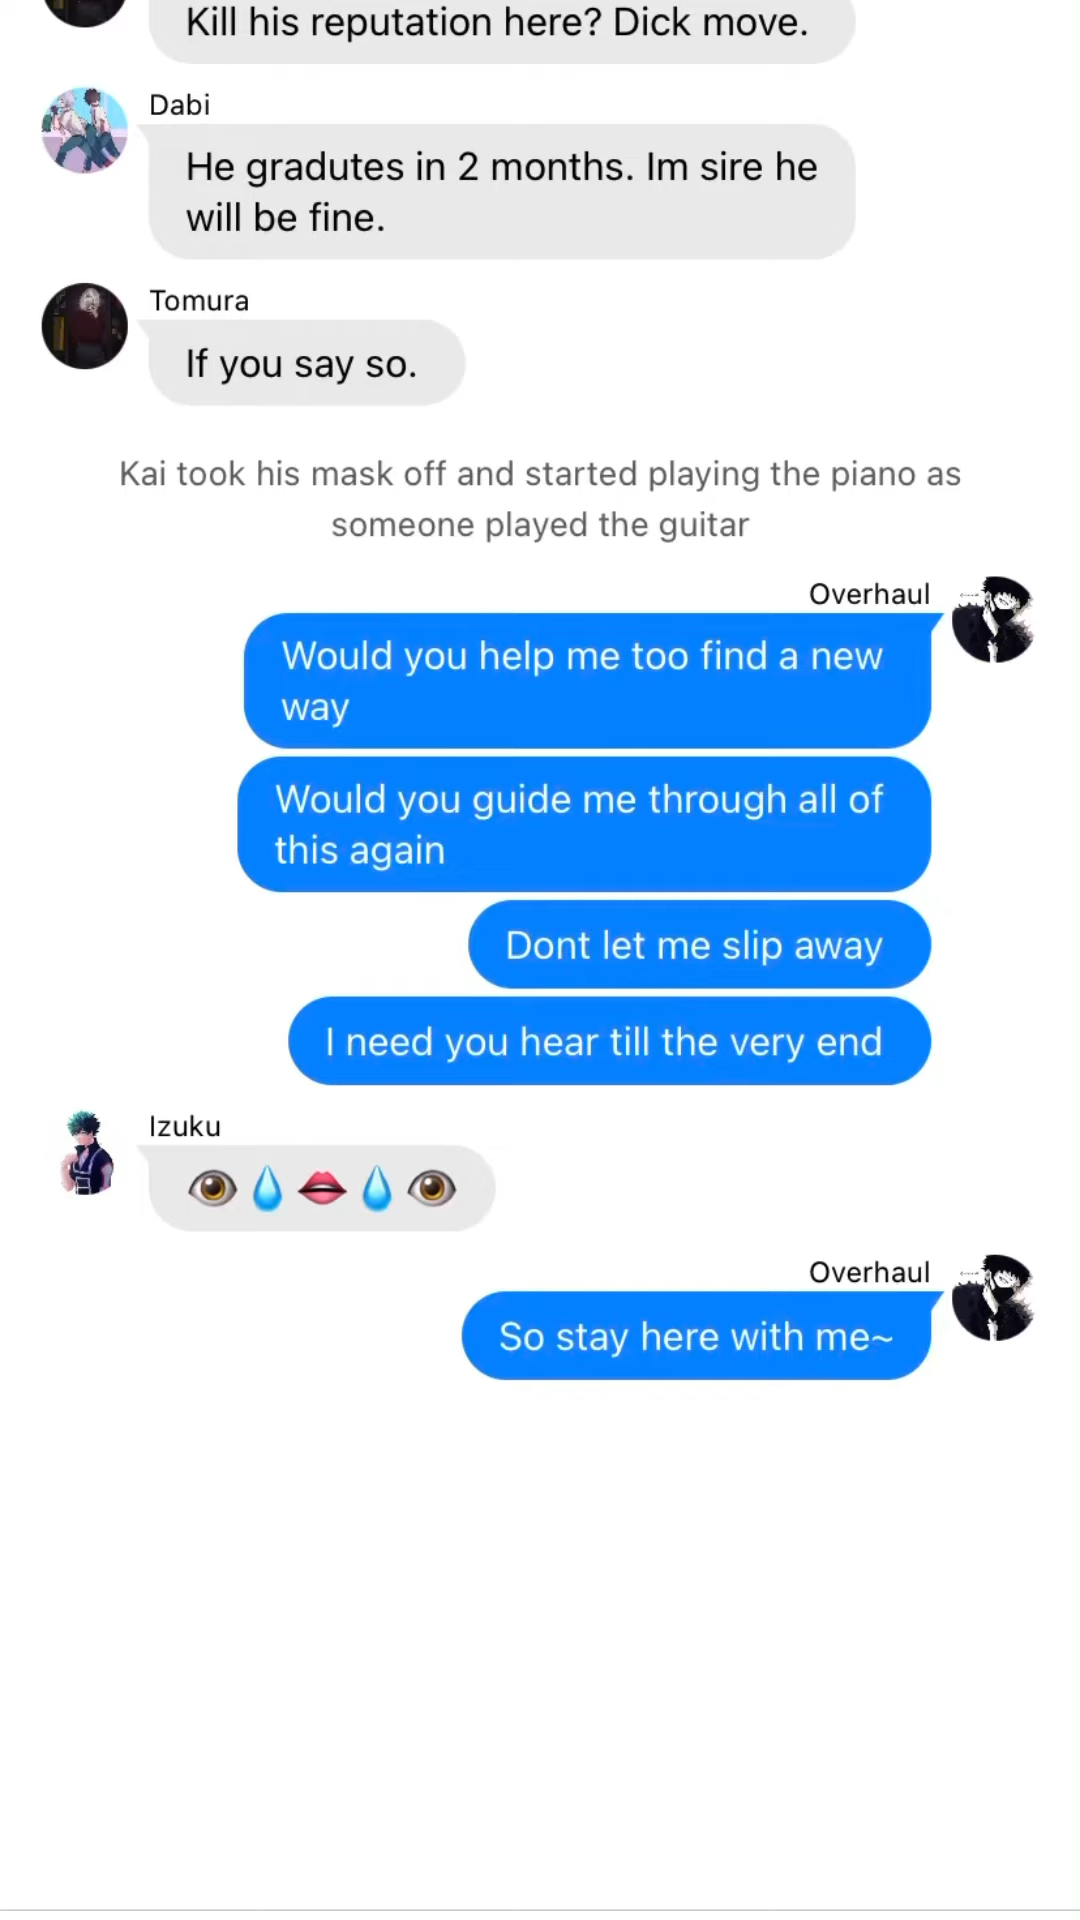 Kill his reputation here? Dick move.
Dabi
He gradutes in 2 months. Im sire he
will be fine.
Tomura
If you say so.
Kai took his mask off and started playing the piano as
someone played the guitar
Overhaul
Would you help me too find a new
way
Would you guide me through all of
this again
Dont let me slip away
I need you hear till the very end
Izuku
👁💧👄💧👁
Overhaul
So stay here with me~